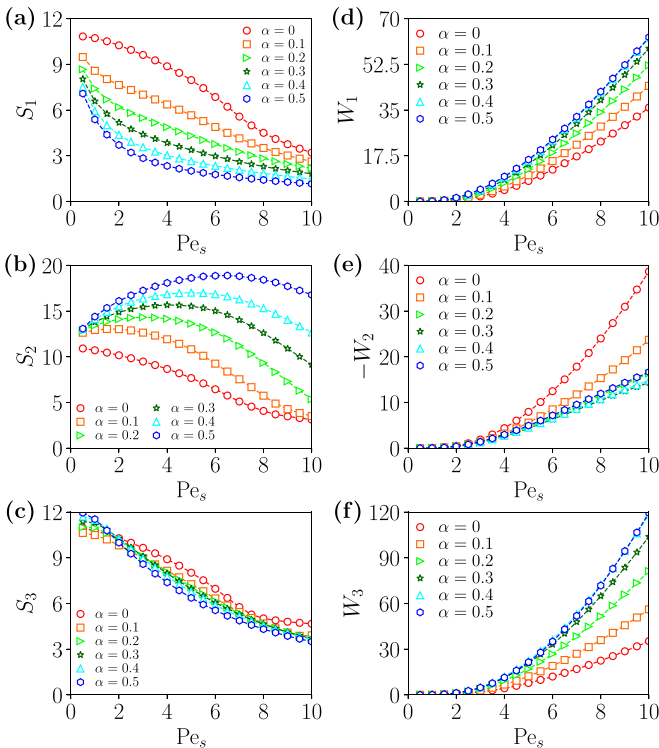 (a)
S₁
12
9
6
3
0
α = 0
α = 0.1
α = 0.2
α = 0.3
α = 0.4
α = 0.5
0 2 4 6 8 10
Peₛ
(d)
W₁
70
52.5
35
17.5
0
α = 0
α = 0.1
α = 0.2
α = 0.3
α = 0.4
α = 0.5
0 2 4 6 8 10
Peₛ
(b)
S₂
20
15
10
5
0
α = 0 α = 0.3
α = 0.1 α = 0.4
α = 0.2 α = 0.5
0 2 4 6 8 10
Peₛ
(e)
−W₂
40
30
20
10
0
α = 0
α = 0.1
α = 0.2
α = 0.3
α = 0.4
α = 0.5
0 2 4 6 8 10
Peₛ
(c)
S₃
12
9
6
3
0
α = 0
α = 0.1
α = 0.2
α = 0.3
α = 0.4
α = 0.5
0 2 4 6 8 10
Peₛ
(f)
W₃
120
90
60
30
0
α = 0
α = 0.1
α = 0.2
α = 0.3
α = 0.4
α = 0.5
0 2 4 6 8 10
Peₛ